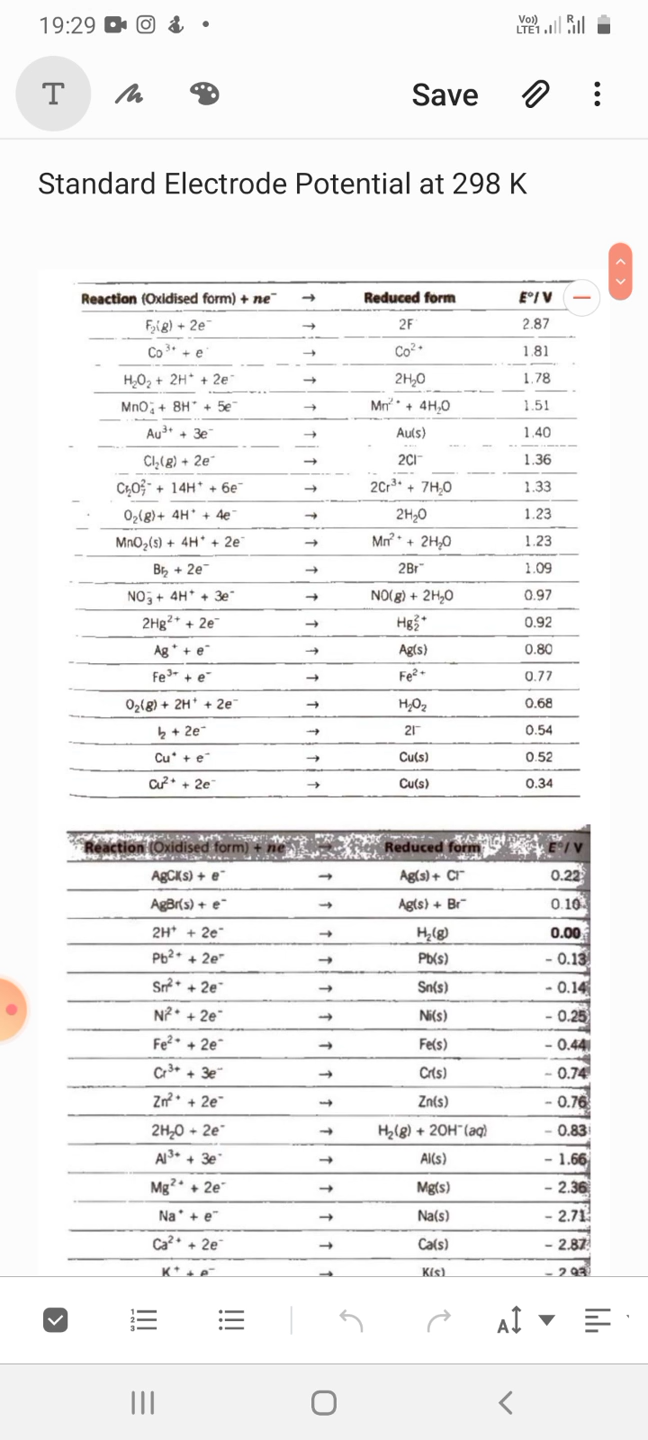 19:29
Vo)) LTE1 R
T Save
Standard Electrode Potential at 298 K
Reaction (Oxidised form) + ne⁻ → Reduced form E°/ V
F₂(g) + 2e⁻ → 2F 2.87
Co³⁺ + e → Co²⁺ 1.81
H₂O₂ + 2H⁺ + 2e⁻ → 2H₂O 1.78
MnO₄⁻ + 8H⁺ + 5e⁻ → Mn²⁺ + 4H₂O 1.51
Au³⁺ + 3e⁻ → Au(s) 1.40
Cl₂(g) + 2e⁻ → 2Cl⁻ 1.36
Cr₂O₇²⁻ + 14H⁺ + 6e⁻ → 2Cr³⁺ + 7H₂O 1.33
O₂(g)+ 4H⁺ + 4e⁻ → 2H₂O 1.23
MnO₂(s) + 4H⁺ + 2e⁻ → Mn²⁺ + 2H₂O 1.23
Br₂ + 2e⁻ → 2Br⁻ 1.09
NO₃⁻ + 4H⁺ + 3e⁻ → NO(g) + 2H₂O 0.97
2Hg²⁺ + 2e⁻ → Hg₂²⁺ 0.92
Ag⁺ + e⁻ → Ag(s) 0.80
Fe³⁺ + e⁻ → Fe²⁺ 0.77
O₂(g) + 2H⁺ + 2e⁻ → H₂O₂ 0.68
I₂ + 2e⁻ → 2I⁻ 0.54
Cu⁺ + e⁻ → Cu(s) 0.52
Cu²⁺ + 2e⁻ → Cu(s) 0.34
Reaction (Oxidised form) + ne → Reduced form E°/ V
AgCl(s) + e⁻ → Ag(s) + Cl⁻ 0.22
AgBr(s) + e⁻ → Ag(s) + Br⁻ 0.10
2H⁺ + 2e⁻ → H₂(g) 0.00
Pb²⁺ + 2e⁻ → Pb(s) - 0.13
Sn²⁺ + 2e⁻ → Sn(s) - 0.14
Ni²⁺ + 2e⁻ → Ni(s) - 0.25
Fe²⁺ + 2e⁻ → Fe(s) - 0.44
Cr³⁺ + 3e⁻ → Cr(s) - 0.74
Zn²⁺ + 2e⁻ → Zn(s) - 0.76
2H₂O + 2e⁻ → H₂(g) + 2OH⁻(aq) - 0.83
Al³⁺ + 3e⁻ → Al(s) - 1.66
Mg²⁺ + 2e⁻ → Mg(s) - 2.36
Na⁺ + e⁻ → Na(s) - 2.71
Ca²⁺ + 2e⁻ → Ca(s) - 2.87
K⁺ + e⁻ → K(s) - 2.93